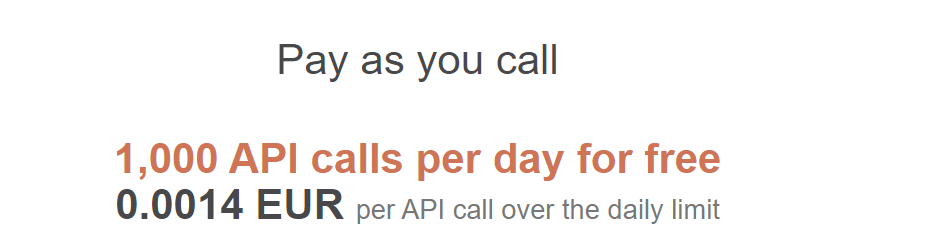 Pay as you call
1,000 API calls per day for free
0.0014 EUR per API call over the daily limit